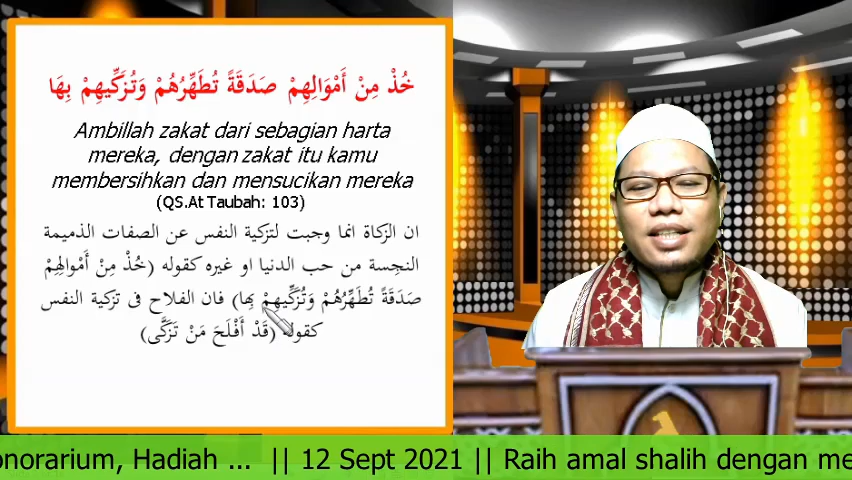 خُذْ مِنْ أَمْوَالِهِمْ صَدَقَةً تُطَهِّرُهُمْ وَتُزَكِّيهِمْ بِهَا
Ambillah zakat dari sebagian harta
mereka, dengan zakat itu kamu
membersihkan dan mensucikan mereka
(QS.At Taubah: 103)
ان الزكاة انما وجبت لتزكية النفس عن الصفات الذميمة
النجسة من حب الدنيا او غيره كقوله (خُذْ مِنْ أَمْوالِهِمْ
صَدَقَةً تُطَهِّرُهُمْ وَتُزَكِّيهِمْ بِها) فان الفلاح فى تزكية النفس
كقوله (قَدْ أَفْلَحَ مَنْ تَزَكَّى)
onorarium, Hadiah ... || 12 Sept 2021 || Raih amal shalih dengan me